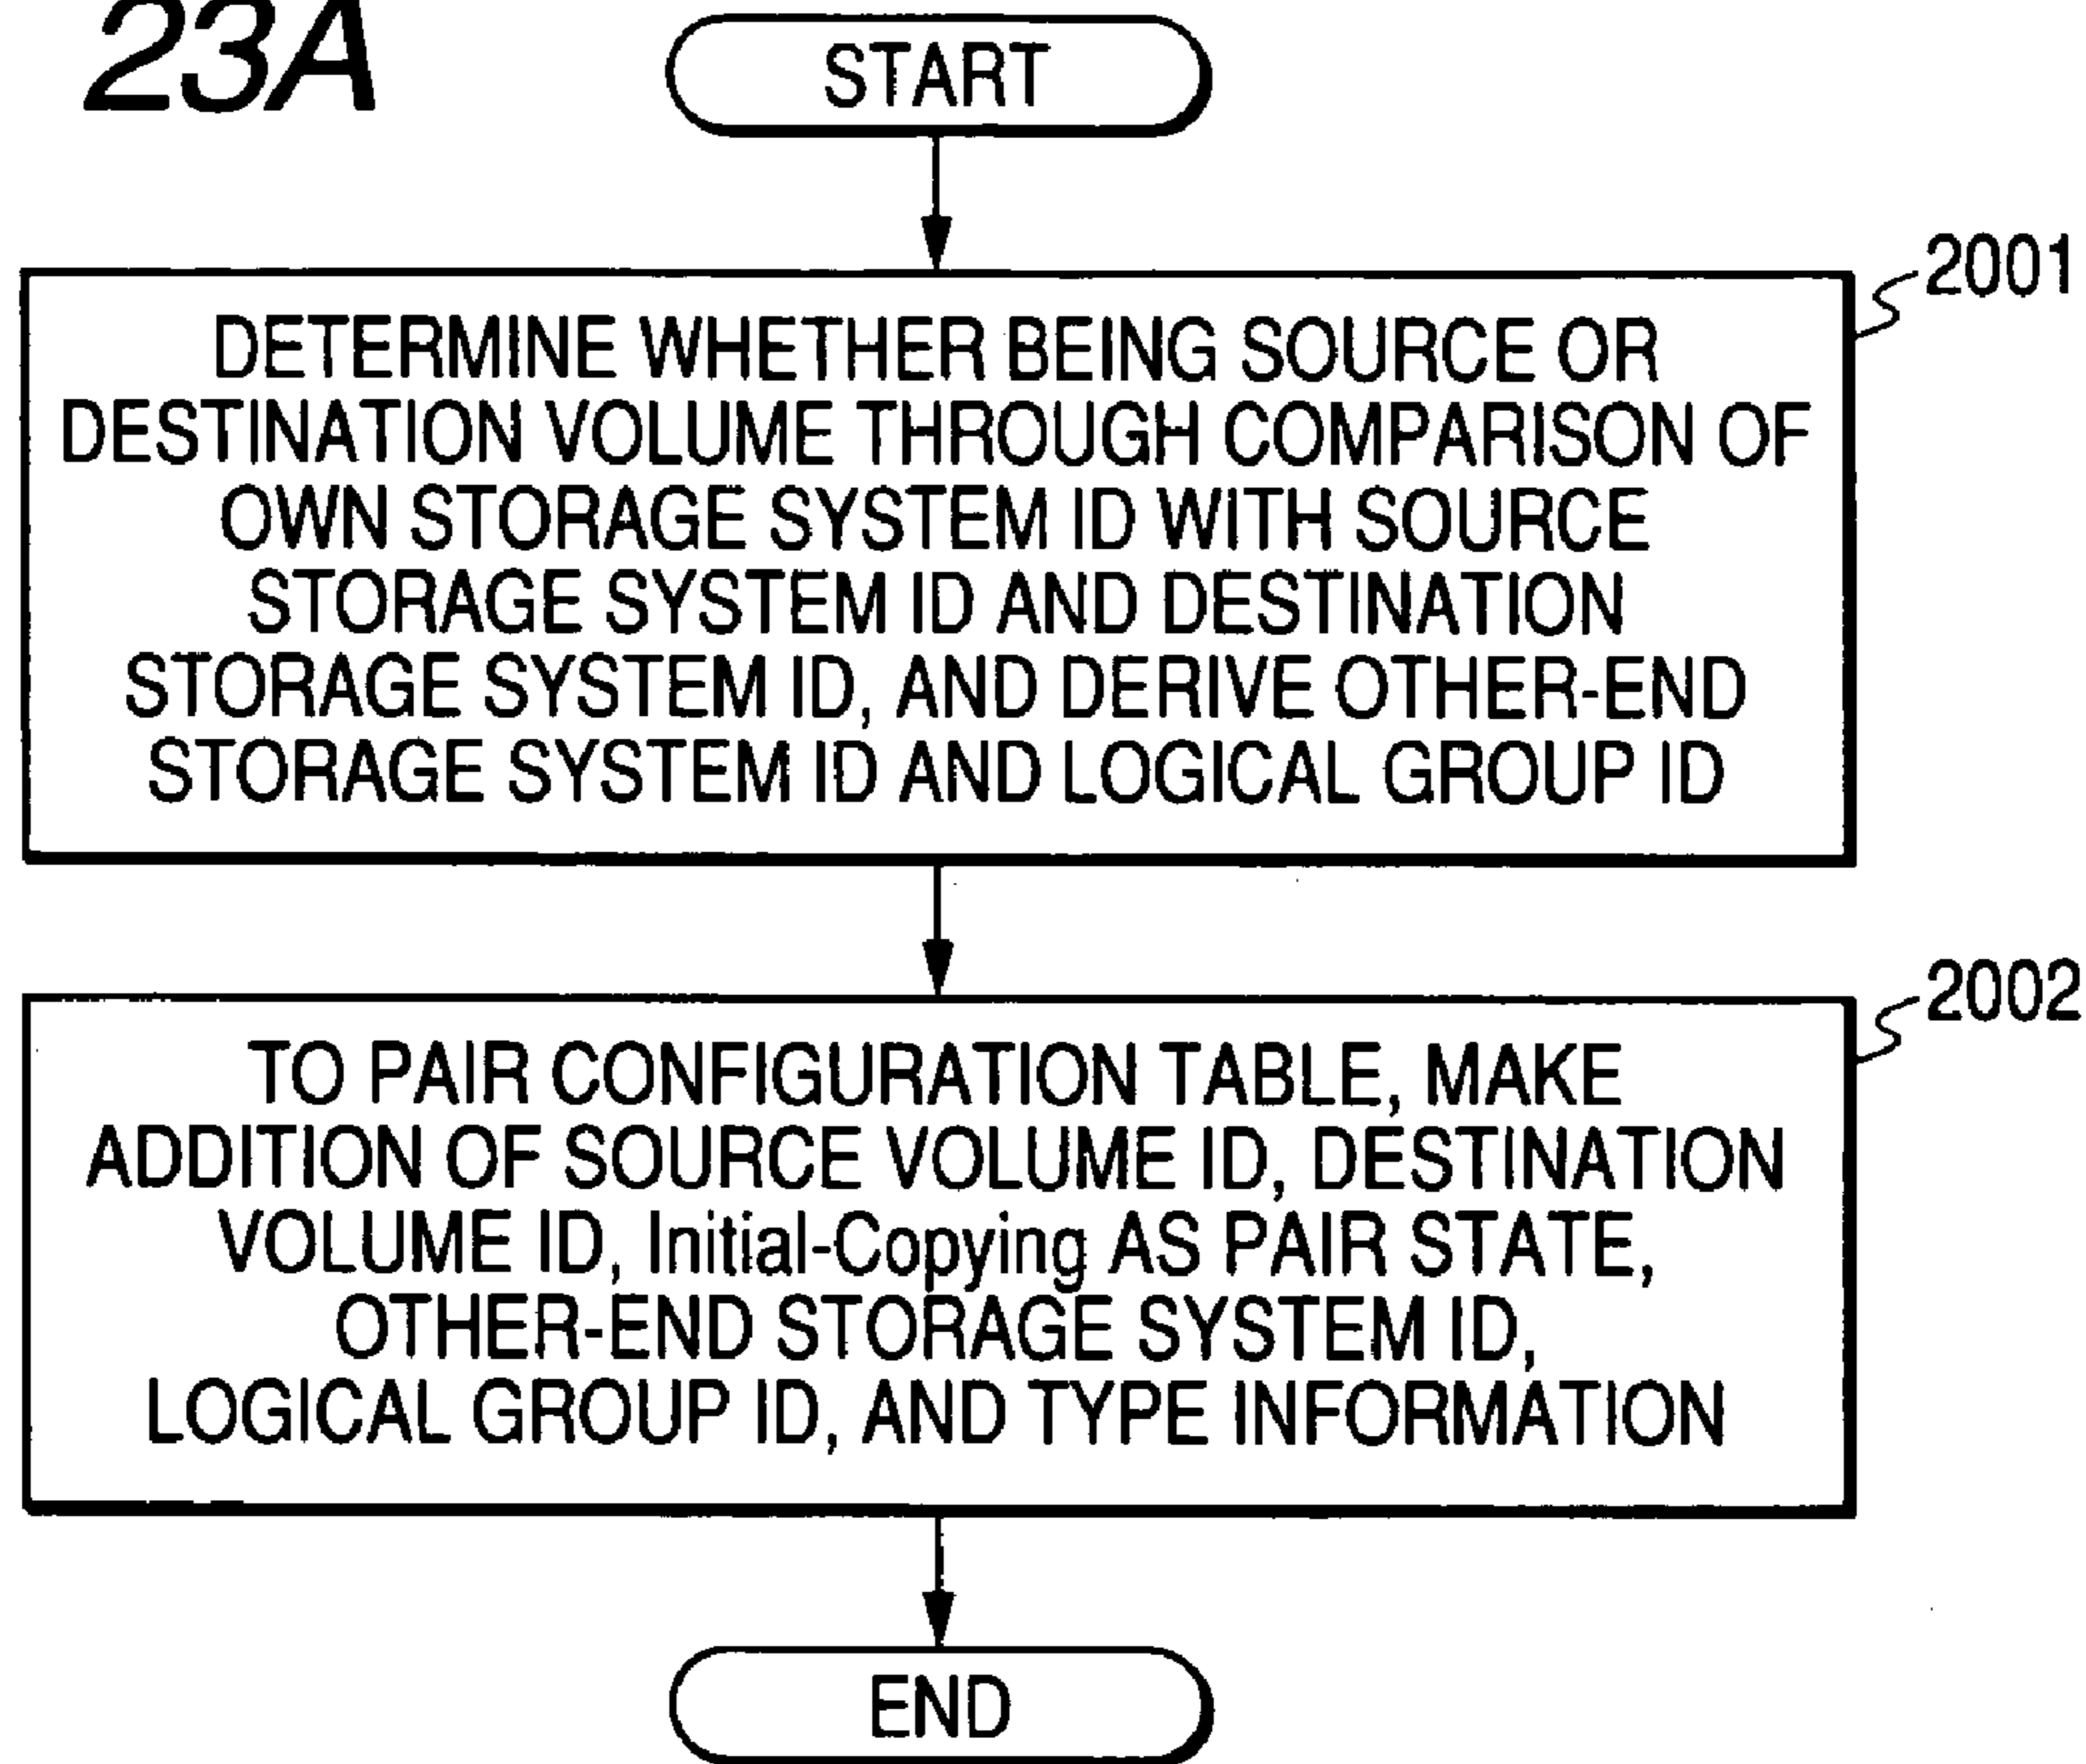 23A
START
2001
DETERMINE WHETHER BEING SOURCE OR
DESTINATION VOLUME THROUGH COMPARISON OF
OWN STORAGE SYSTEM ID WITH SOURCE
STORAGE SYSTEM ID AND DESTINATION
STORAGE SYSTEM ID, AND DERIVE OTHER-END
STORAGE SYSTEM ID AND LOGICAL GROUP ID
2002
TO PAIR CONFIGURATION TABLE, MAKE
ADDITION OF SOURCE VOLUME ID, DESTINATION
VOLUME ID, Initial-Copying AS PAIR STATE,
OTHER-END STORAGE SYSTEM ID,
LOGICAL GROUP ID, AND TYPE INFORMATION
END